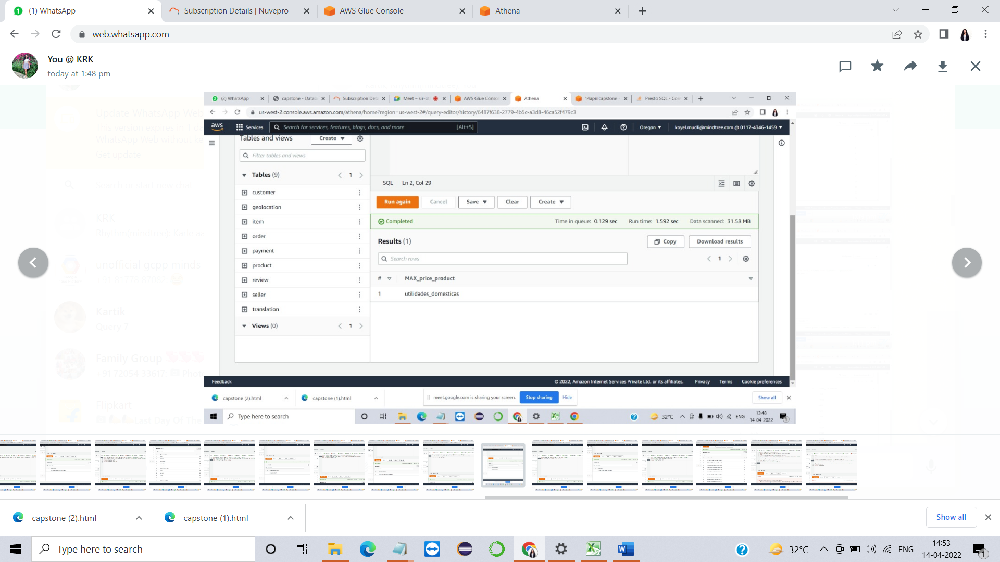 (1) WhatsApp
Subscription Details | Nuvepro
AWS Glue Console
Athena
web.whatsapp.com
You @ KRK
today at 1:48 pm
(2) WhatsApp
capstone - Datab
Subscription Deta
Meet – sir-bt
AWS Glue Consol
Athena
14aprilcapstone
Presto SQL - Con
us-west-2.console.aws.amazon.com/athena/home?region=us-west-2#/query-editor/history/6487f638-2779-4b5c-a3d8-46ca52f479c3
aws
Services
Search for services, features, blogs, docs, and more
[Alt+S]
Oregon
koyel.mudli@mindtree.com @ 0117-4346-1459
Tables and views
Create
Filter tables and views
Tables (9)
1
customer
geolocation
item
order
payment
product
review
seller
translation
Views (0)
1
SQL Ln 2, Col 29
Run again
Cancel
Save
Clear
Create
Completed
Time in queue: 0.129 sec
Run time: 1.592 sec
Data scanned: 31.58 MB
Results (1)
Copy
Download results
Search rows
1
# MAX_price_product
1 utilidades_domesticas
Feedback
© 2022, Amazon Internet Services Private Ltd. or its affiliates.
Privacy
Terms
Cookie preferences
capstone (2).html
capstone (1).html
meet.google.com is sharing your screen.
Stop sharing
Hide
Show all
Type here to search
32°C
ENG
13:48
14-04-2022
1
Update WhatsApp Web
This version expires in 1 da
WhatsApp Web without ke
Get update
Search or start new chat
KRK
Rhythm(mindtree): Karle aa
unofficial gcpp minds
+91 81778 07082:
Kartik
Query 7
Family Group
+91 72054 33617: Photo
Flipkart
Last Day Of The
capstone (2).html
capstone (1).html
Show all
Type here to search
32°C
ENG
14:53
14-04-2022
1